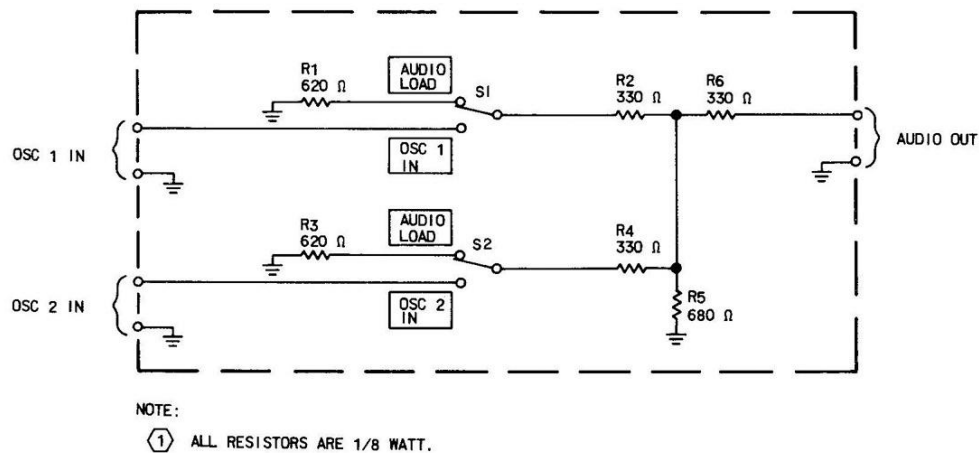 R1
620 Ω
AUDIO
LOAD
S1
R2
330 Ω
R6
330 Ω
OSC 1 IN
OSC 1
IN
AUDIO OUT
R3
620 Ω
AUDIO
LOAD
S2
R4
330 Ω
OSC 2 IN
OSC 2
IN
R5
680 Ω
NOTE:
1 ALL RESISTORS ARE 1/8 WATT.